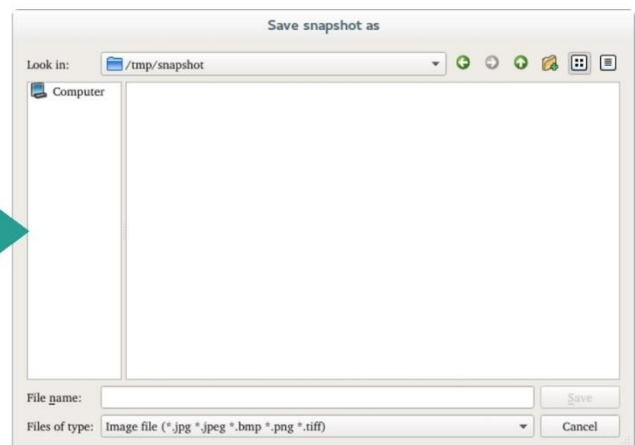 Save snapshot as
Look in: /tmp/snapshot
Computer
File name: Save
Files of type: Image file (*.jpg *.jpeg *.bmp *.png *.tiff) Cancel